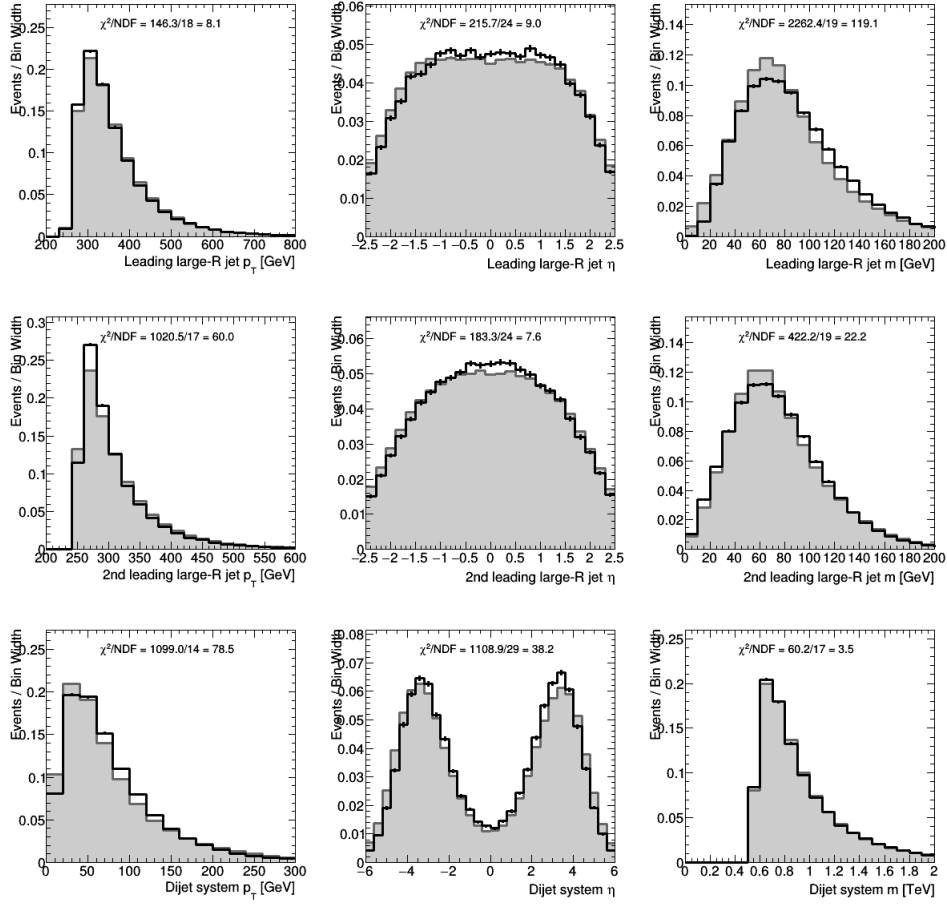 Events / Bin Width
χ²/NDF = 146.3/18 = 8.1
0.25
0.2
0.15
0.1
0.05
200 300 400 500 600 700 800
Leading large-R jet p_T [GeV]
Events / Bin Width
χ²/NDF = 215.7/24 = 9.0
0.06
0.05
0.04
0.03
0.02
0.01
0
−2.5 −2 −1.5 −1 −0.5 0 0.5 1 1.5 2 2.5
Leading large-R jet η
Events / Bin Width
χ²/NDF = 2262.4/19 = 119.1
0.14
0.12
0.1
0.08
0.06
0.04
0.02
0
0 20 40 60 80 100 120 140 160 180 200
Leading large-R jet m [GeV]
Events / Bin Width
χ²/NDF = 1020.5/17 = 60.0
0.3
0.25
0.2
0.15
0.1
0.05
0
200 250 300 350 400 450 500 550 600
2nd leading large-R jet p_T [GeV]
Events / Bin Width
χ²/NDF = 183.3/24 = 7.6
0.06
0.05
0.04
0.03
0.02
0.01
0
−2.5 −2 −1.5 −1 −0.5 0 0.5 1 1.5 2 2.5
2nd leading large-R jet η
Events / Bin Width
χ²/NDF = 422.2/19 = 22.2
0.14
0.12
0.1
0.08
0.06
0.04
0.02
0
0 20 40 60 80 100 120 140 160 180 200
2nd leading large-R jet m [GeV]
Events / Bin Width
χ²/NDF = 1099.0/14 = 78.5
0.25
0.2
0.15
0.1
0.05
0
0 50 100 150 200 250 300
Dijet system p_T [GeV]
Events / Bin Width
χ²/NDF = 1108.9/29 = 38.2
0.08
0.07
0.06
0.05
0.04
0.03
0.02
0.01
0
−6 −4 −2 0 2 4 6
Dijet system η
Events / Bin Width
χ²/NDF = 60.2/17 = 3.5
0.25
0.2
0.15
0.1
0.05
0
0 0.2 0.4 0.6 0.8 1 1.2 1.4 1.6 1.8 2
Dijet system m [TeV]